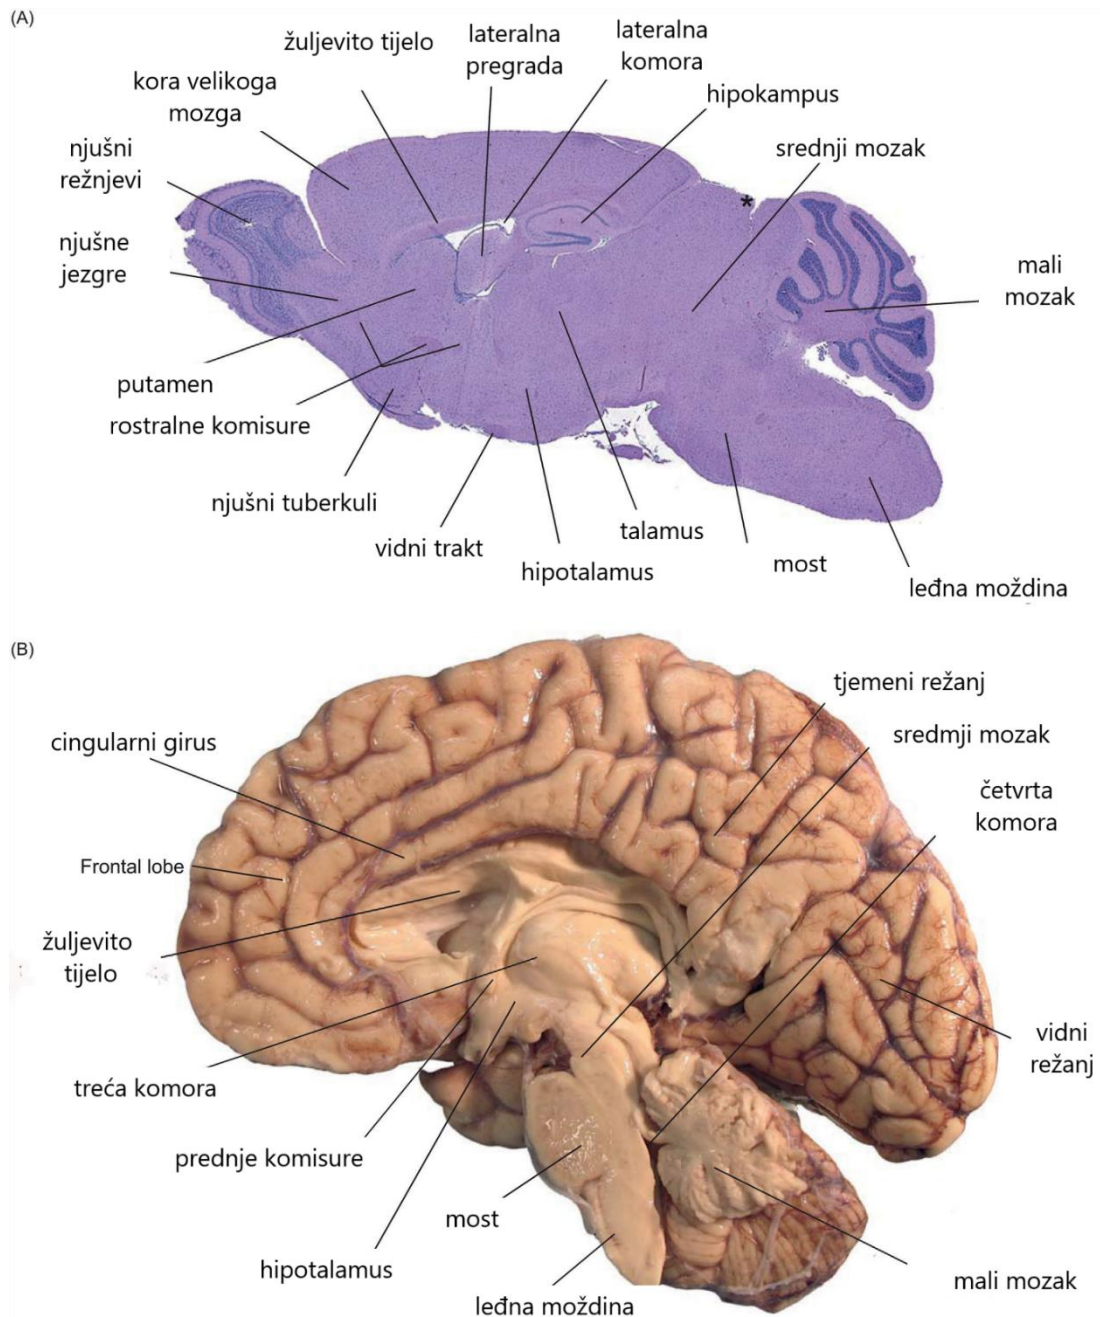 (A)
žuljevito tijelo
lateralna
pregrada
lateralna
komora
kora velikoga
mozga
hipokampus
njušni
režnjevi
srednji mozak
*
njušne
jezgre
mali
mozak
putamen
rostralne komisure
njušni tuberkuli
vidni trakt
hipotalamus
talamus
most
leđna moždina
(B)
tjemeni režanj
cingularni girus
sredmji mozak
četvrta
komora
Frontal lobe
žuljevito
tijelo
vidni
režanj
treća komora
prednje komisure
most
hipotalamus
leđna moždina
mali mozak